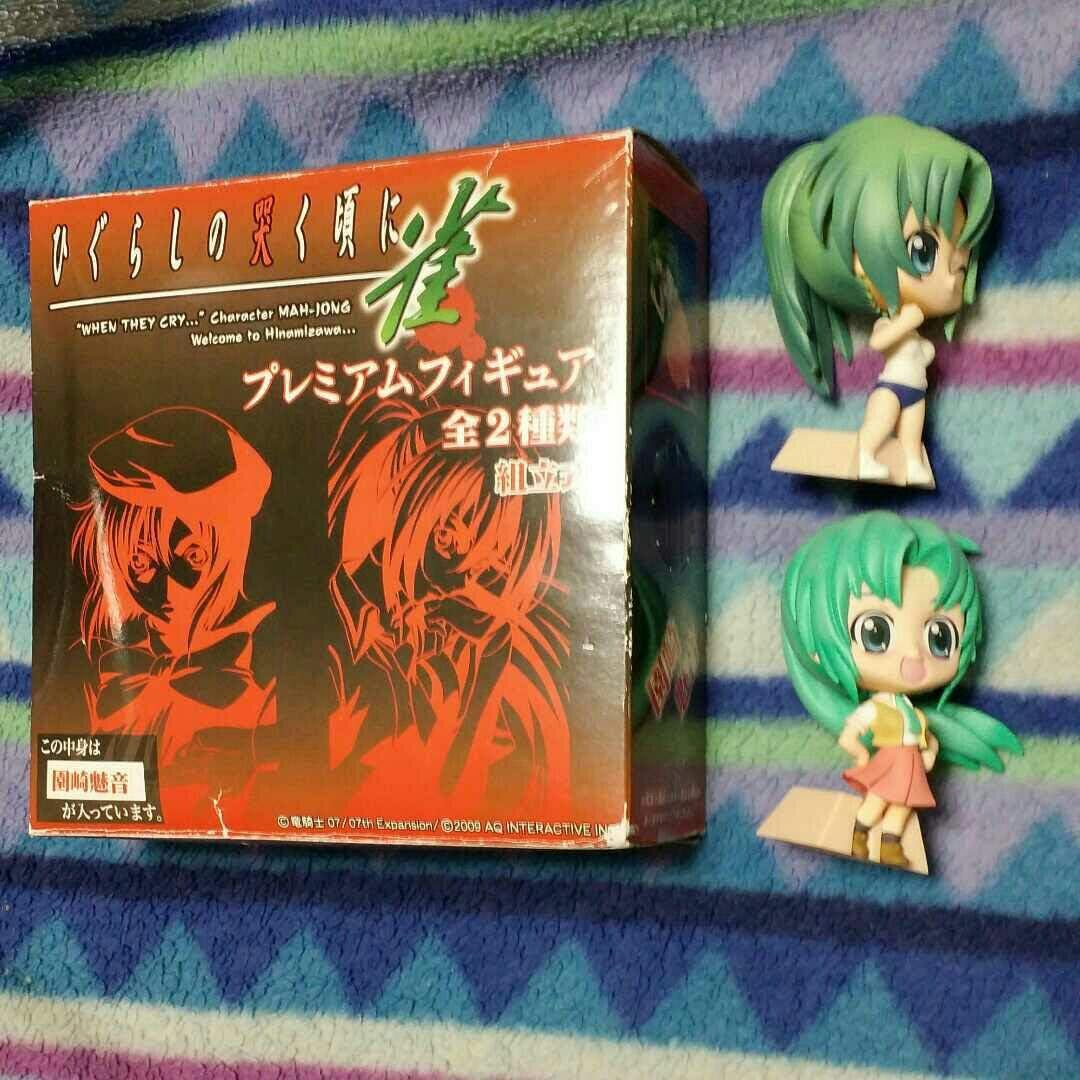 ひぐらしの哭く頃に雀
"WHEN THEY CRY..." Character MAH-JONG
Welcome to Hinamizawa...
プレミアムフィギュア
全2種類
組立
この中身は
園崎魅音
が入っています。
©竜騎士07/07th Expansion/©2009 AQ INTERACTIVE IN